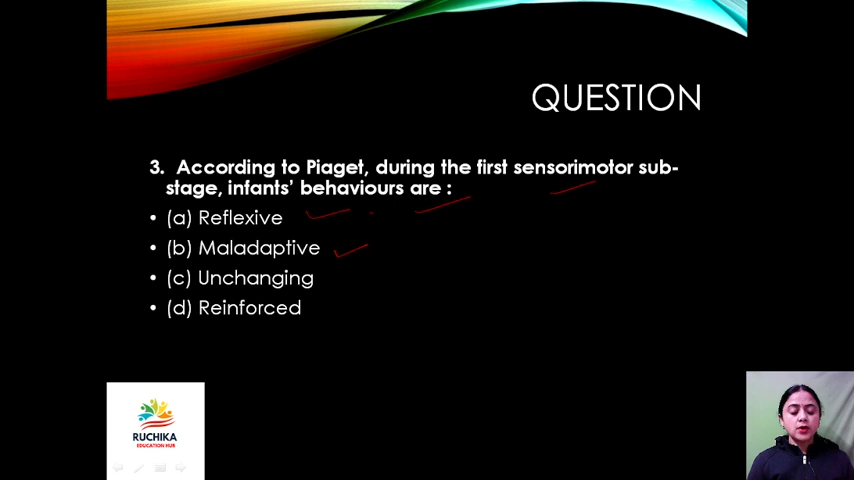 QUESTION
3. According to Piaget, during the first sensorimotor sub-
stage, infants’ behaviours are :
• (a) Reflexive
• (b) Maladaptive
• (c) Unchanging
• (d) Reinforced
RUCHIKA
EDUCATION HUB